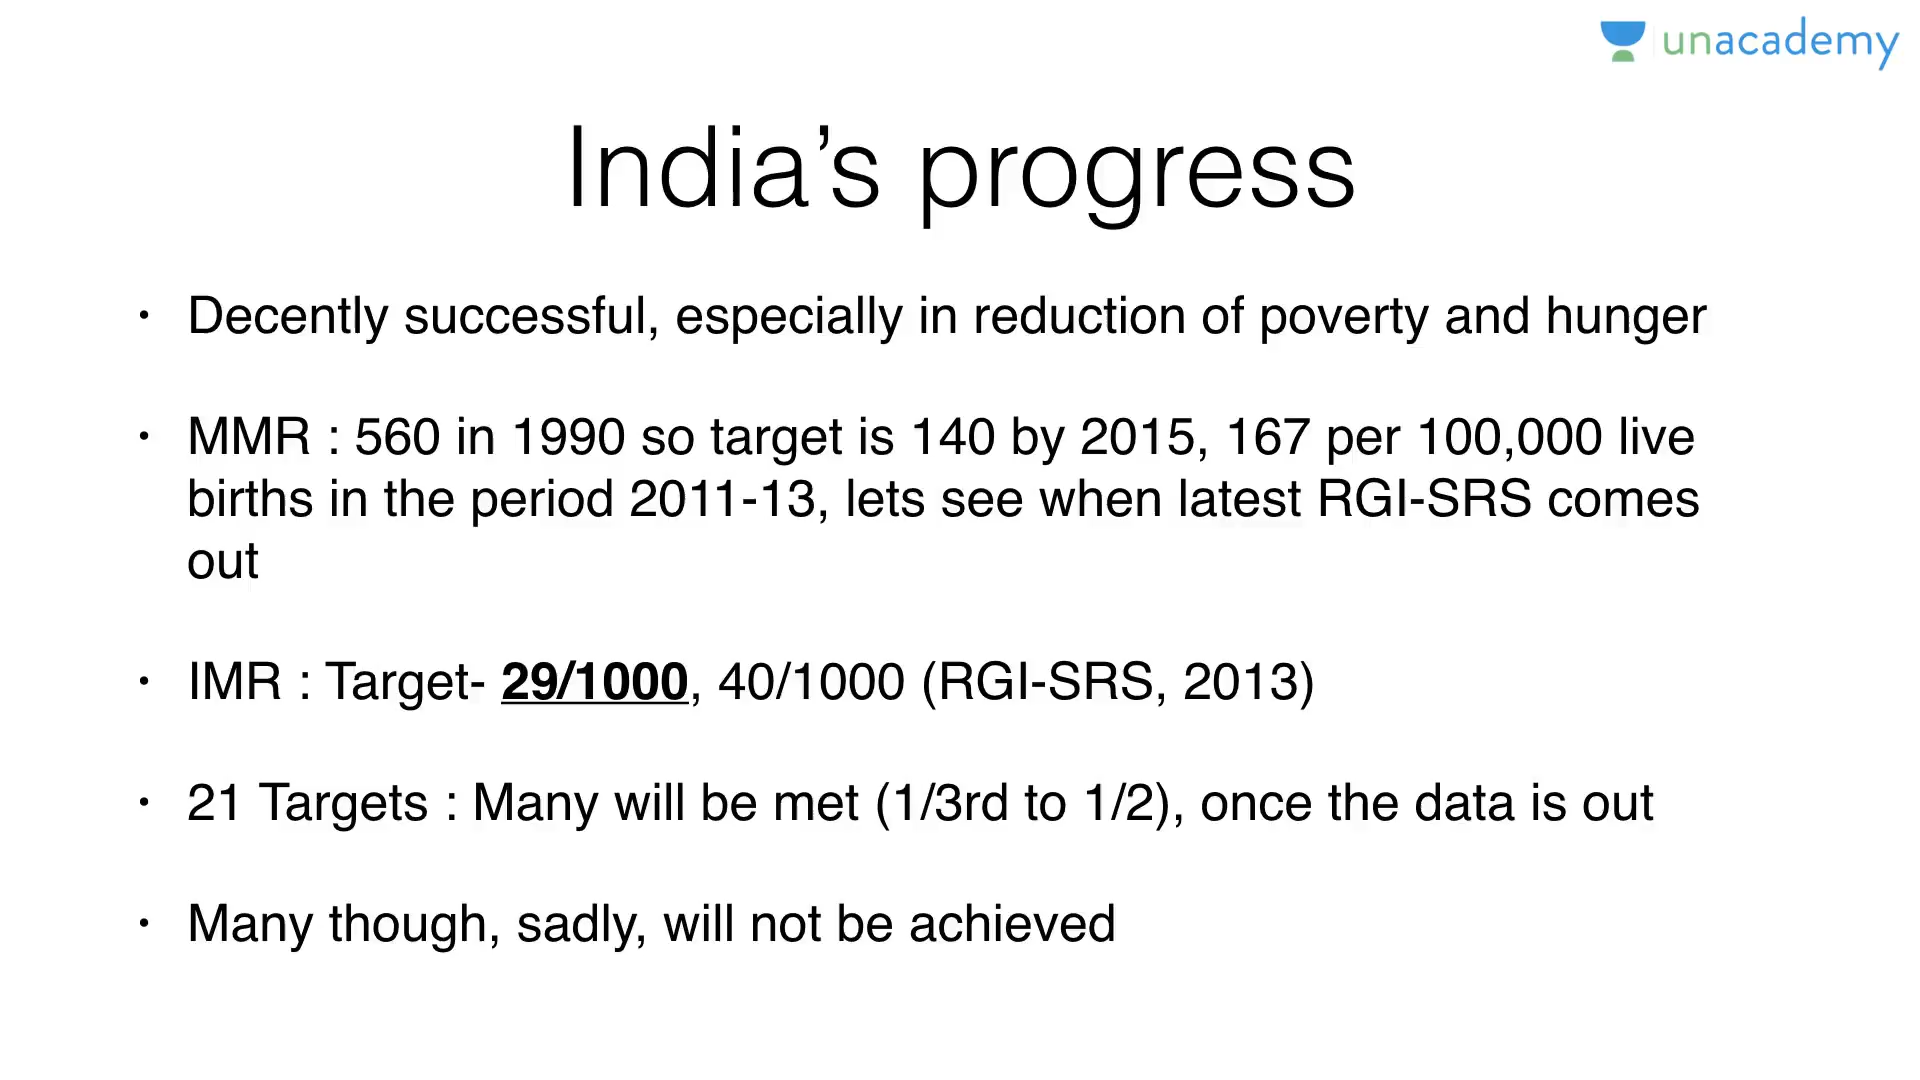 unacademy
India’s progress
• Decently successful, especially in reduction of poverty and hunger
• MMR : 560 in 1990 so target is 140 by 2015, 167 per 100,000 live
births in the period 2011-13, lets see when latest RGI-SRS comes
out
• IMR : Target- 29/1000, 40/1000 (RGI-SRS, 2013)
• 21 Targets : Many will be met (1/3rd to 1/2), once the data is out
• Many though, sadly, will not be achieved